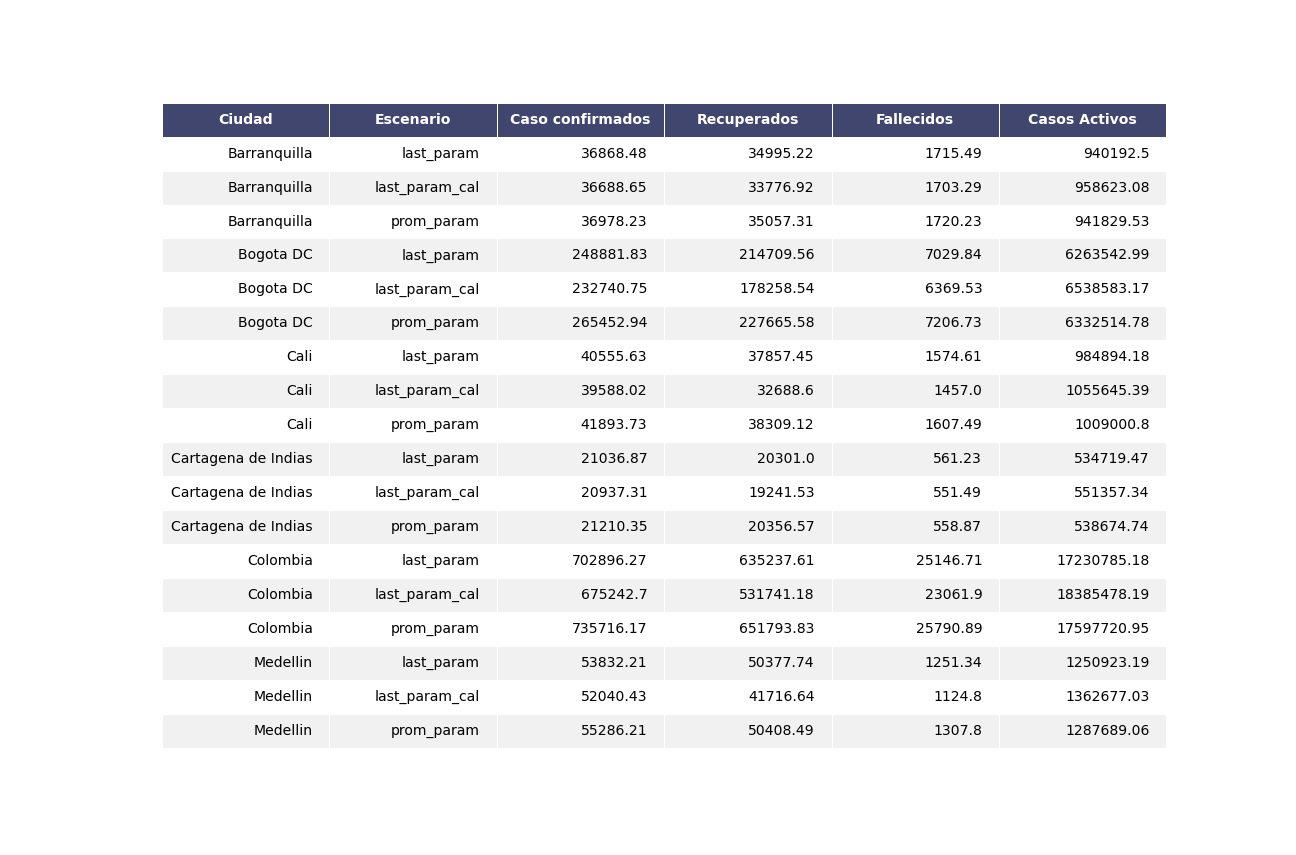 Ciudad Escenario Caso confirmados Recuperados Fallecidos Casos Activos
Barranquilla last_param 36868.48 34995.22 1715.49 940192.5
Barranquilla last_param_cal 36688.65 33776.92 1703.29 958623.08
Barranquilla prom_param 36978.23 35057.31 1720.23 941829.53
Bogota DC last_param 248881.83 214709.56 7029.84 6263542.99
Bogota DC last_param_cal 232740.75 178258.54 6369.53 6538583.17
Bogota DC prom_param 265452.94 227665.58 7206.73 6332514.78
Cali last_param 40555.63 37857.45 1574.61 984894.18
Cali last_param_cal 39588.02 32688.6 1457.0 1055645.39
Cali prom_param 41893.73 38309.12 1607.49 1009000.8
Cartagena de Indias last_param 21036.87 20301.0 561.23 534719.47
Cartagena de Indias last_param_cal 20937.31 19241.53 551.49 551357.34
Cartagena de Indias prom_param 21210.35 20356.57 558.87 538674.74
Colombia last_param 702896.27 635237.61 25146.71 17230785.18
Colombia last_param_cal 675242.7 531741.18 23061.9 18385478.19
Colombia prom_param 735716.17 651793.83 25790.89 17597720.95
Medellin last_param 53832.21 50377.74 1251.34 1250923.19
Medellin last_param_cal 52040.43 41716.64 1124.8 1362677.03
Medellin prom_param 55286.21 50408.49 1307.8 1287689.06